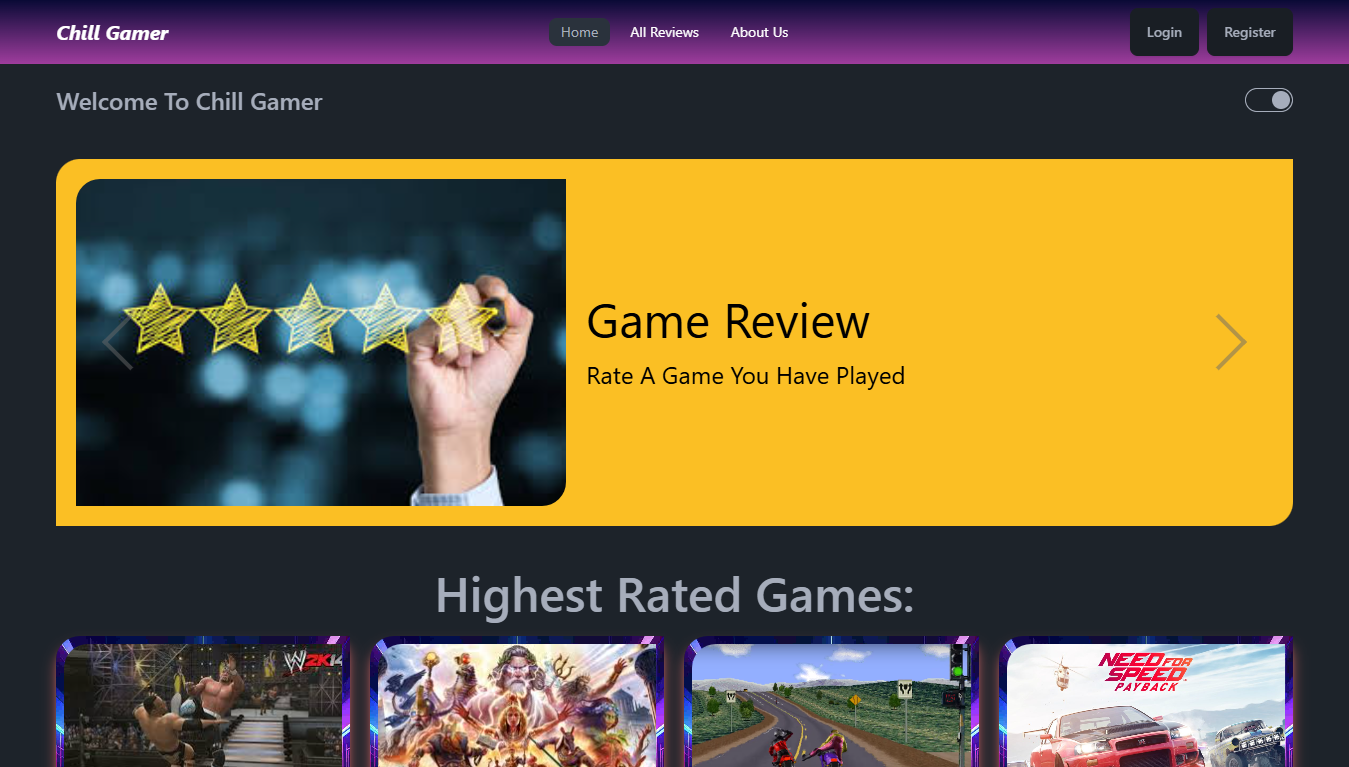 Chill Gamer
Home
All Reviews
About Us
Login
Register
Welcome To Chill Gamer
Game Review
Rate A Game You Have Played
Highest Rated Games:
W2K14
NEED FOR
SPEED
PAYBACK